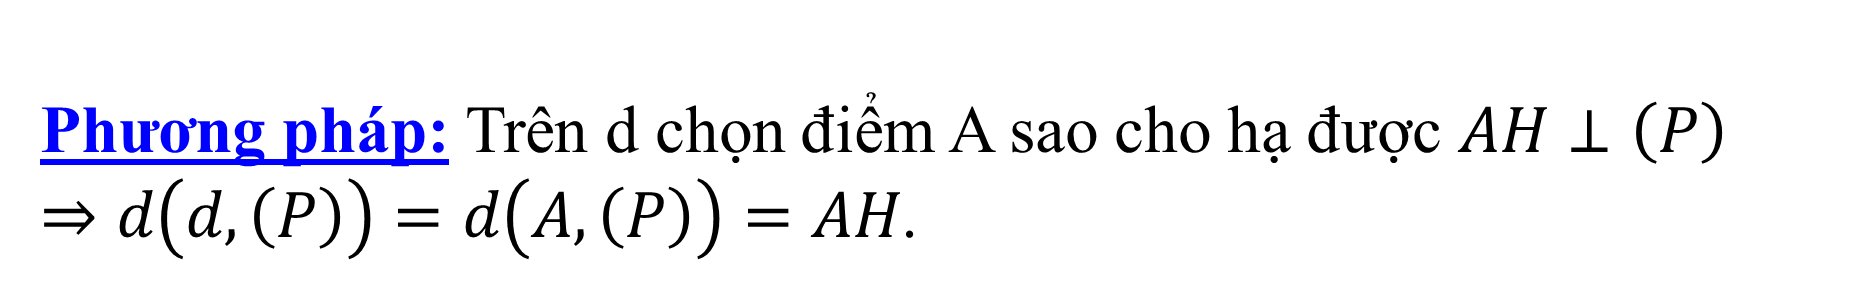 Phương pháp: Trên d chọn điểm A sao cho hạ được 𝐴𝐻 ⊥ (𝑃)
⇒ 𝑑(𝑑, (𝑃)) = 𝑑(𝐴, (𝑃)) = 𝐴𝐻.